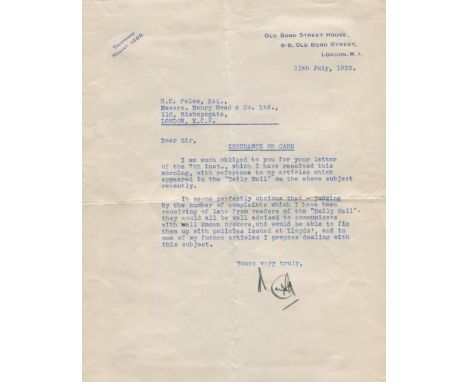 Telephone
Regent 1280.
Old Bond Street House,
6-8, Old Bond Street,
London, W.1.
11th July, 1933.
C.C. Foles, Esq.,
Messrs. Henry Head & Co. Ltd.,
110, Bishopsgate,
LONDON, E.C.2.
Dear Sir,
INSURANCE OF CARD
I am much obliged to you for your letter
of the 7th inst., which I have received this
morning, with reference to my articles which
appeared in the "Daily Mail" on the above subject
recently.
It seems perfectly obvious that - judging
by the number of complaints which I have been
receiving of late from readers of the "Daily Mail"-
they would all be well advised to communicate
with well known brokers, who would be able to fix
them up with policies issued at Lloyds', and in
one of my future articles I propose dealing with
this subject.
Yours very truly,